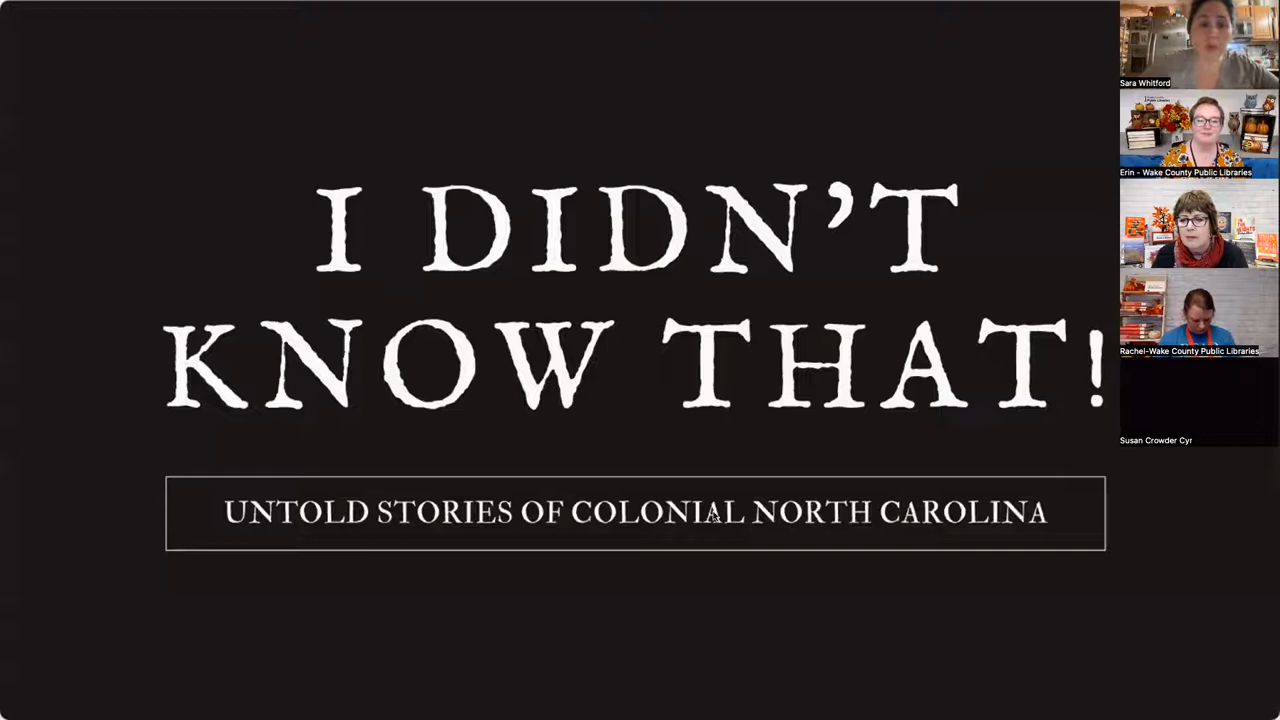 I DIDN'T
KNOW THAT!
UNTOLD STORIES OF COLONIAL NORTH CAROLINA
Sara Whitford
Erin - Wake County Public Libraries
Rachel-Wake County Public Libraries
Susan Crowder Cyr